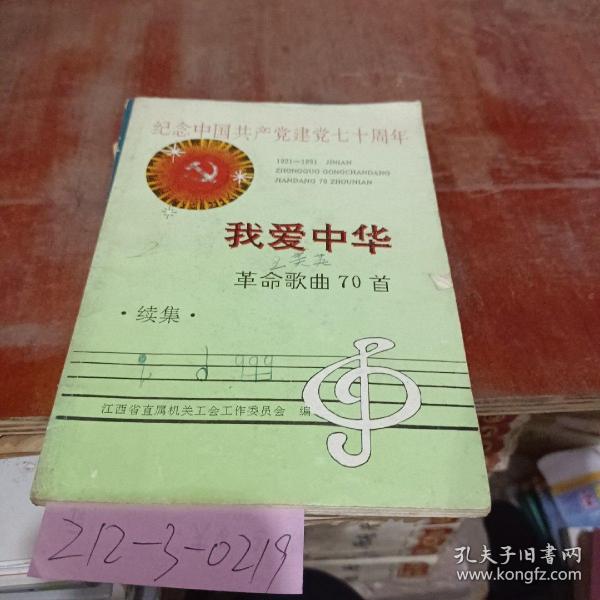 纪念中国共产党建党七十周年
1921—1991 JINIAN
ZHONGGUO GONGCHANDANG
JIANDANG 70 ZHOUNIAN
我爱中华
革命歌曲70首
·续集·
江西省直属机关工会工作委员会 编
212-3-0219
孔夫子旧书网
www.kongfz.com